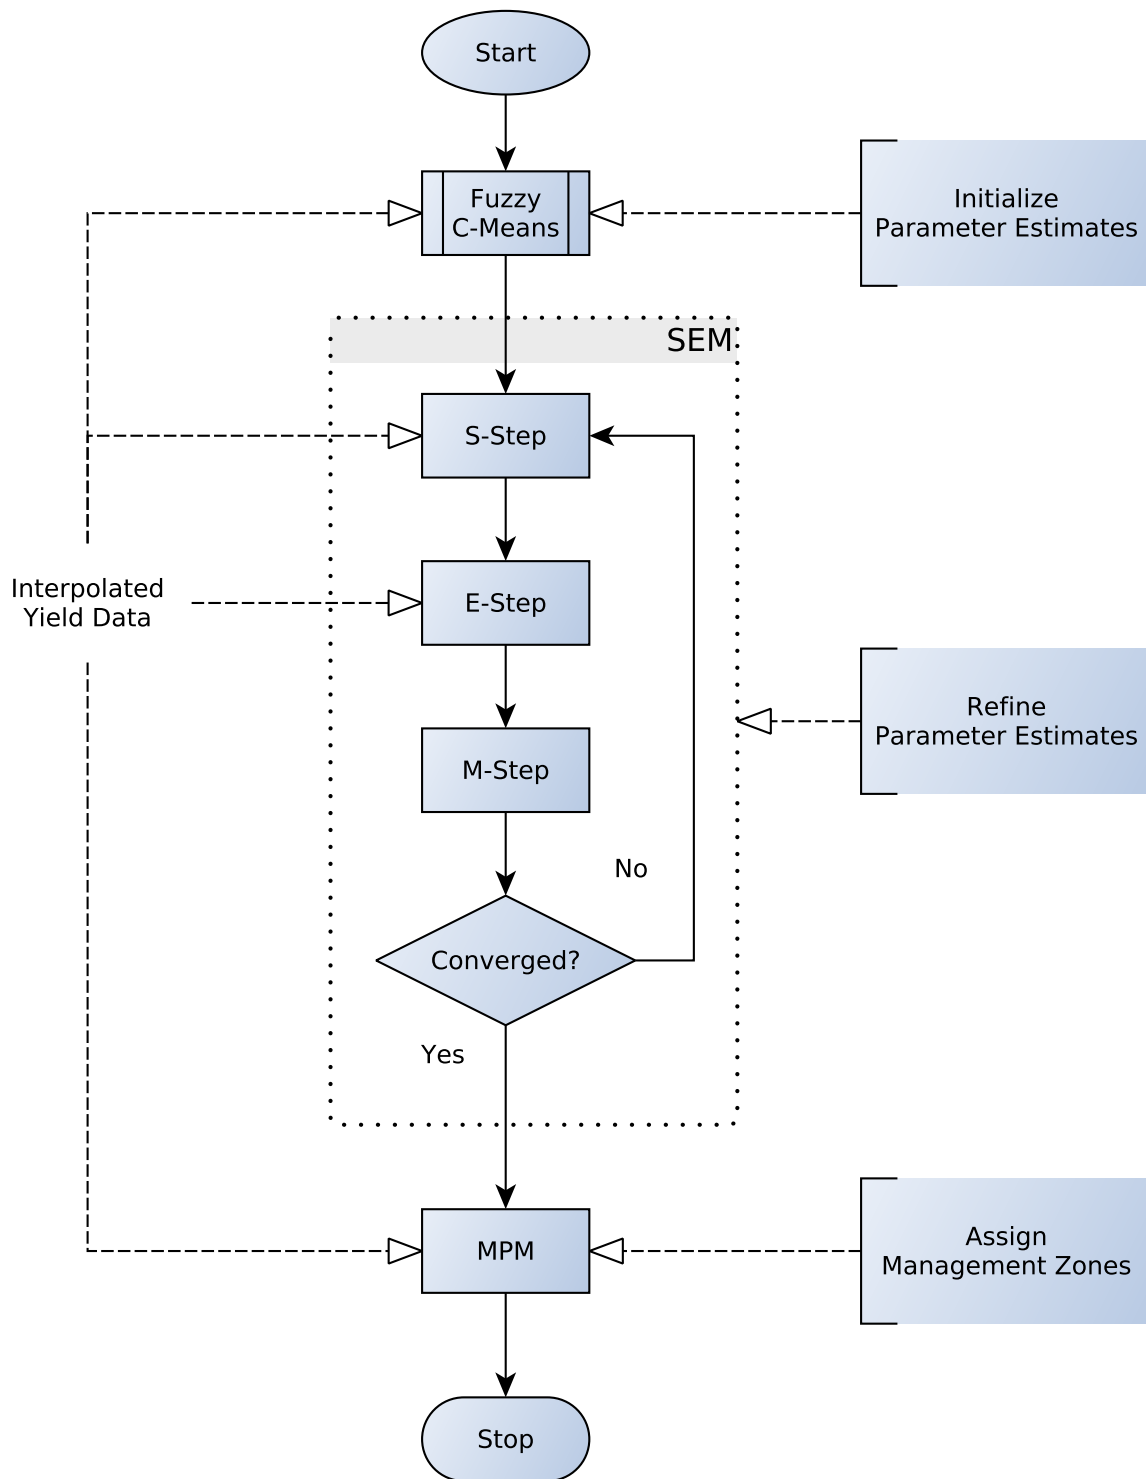 Start
Fuzzy
C-Means
Initialize
Parameter Estimates
SEM
S-Step
Interpolated
Yield Data
E-Step
Refine
Parameter Estimates
M-Step
No
Converged?
Yes
MPM
Assign
Management Zones
Stop